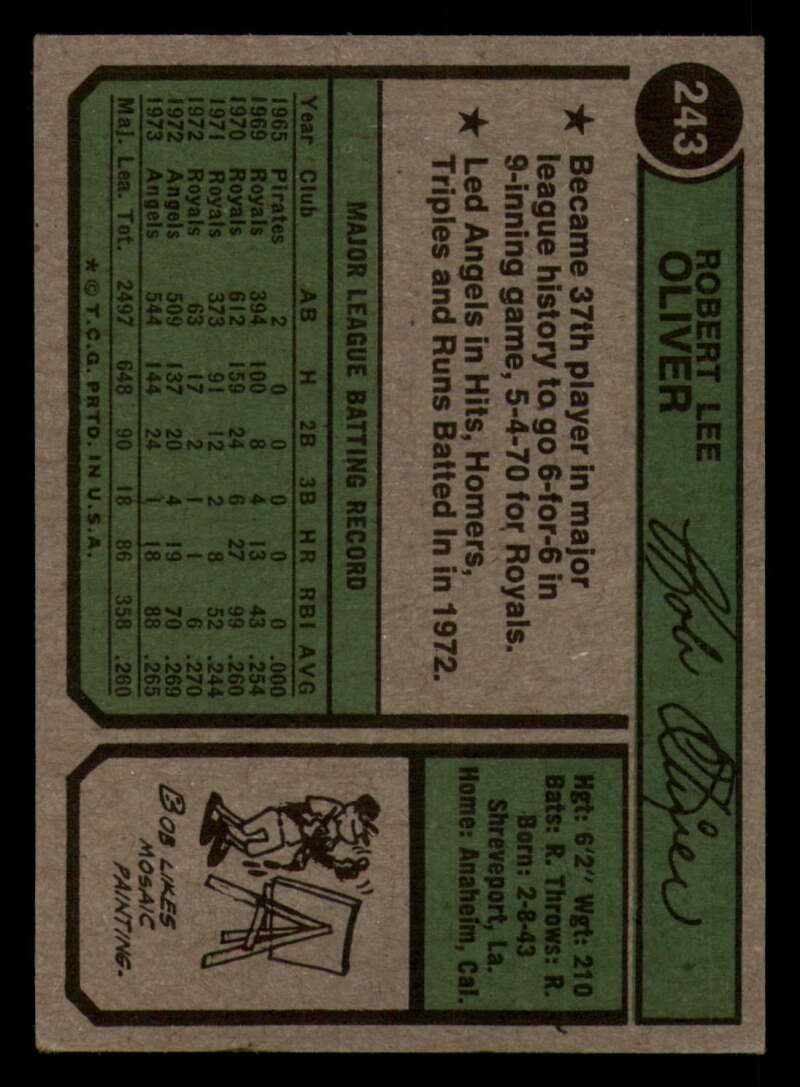 243
ROBERT LEE
OLIVER
Bob Oliver
★ Became 37th player in major
league history to go 6-for-6 in
9-inning game, 5-4-70 for Royals.
★ Led Angels in Hits, Homers,
Triples and Runs Batted In in 1972.
MAJOR LEAGUE BATTING RECORD
Year Club AB H 2B 3B HR RBI AVG
1965 Pirates 2 0 0 0 0 0 .000
1969 Royals 394 100 8 4 13 43 .254
1970 Royals 612 159 24 6 27 99 .260
1971 Royals 373 91 12 2 8 52 .244
1972 Royals 63 17 2 1 1 6 .270
1972 Angels 509 137 20 4 19 70 .269
1973 Angels 544 144 24 1 18 88 .265
Maj. Lea. Tot. 2497 648 90 18 86 358 .260
* © T.C.G. PRTD. IN U.S.A.
Hgt: 6'2" Wgt: 210
Bats: R. Throws: R.
Born: 2-8-43
Shreveport, La.
Home: Anaheim, Cal.
BOB LIKES
MOSAIC
PAINTING.